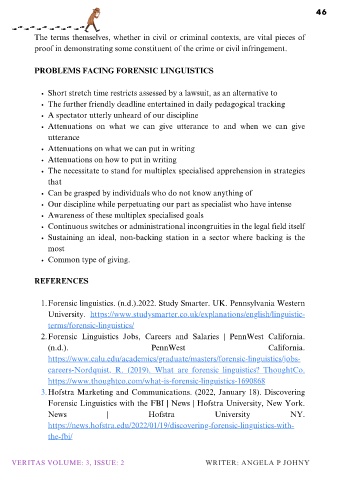 46
The terms themselves, whether in civil or criminal contexts, are vital pieces of
proof in demonstrating some constituent of the crime or civil infringement.
PROBLEMS FACING FORENSIC LINGUISTICS
• Short stretch time restricts assessed by a lawsuit, as an alternative to
• The further friendly deadline entertained in daily pedagogical tracking
• A spectator utterly unheard of our discipline
• Attenuations on what we can give utterance to and when we can give
utterance
• Attenuations on what we can put in writing
• Attenuations on how to put in writing
• The necessitate to stand for multiplex specialised apprehension in strategies
that
• Can be grasped by individuals who do not know anything of
• Our discipline while perpetuating our part as specialist who have intense
• Awareness of these multiplex specialised goals
• Continuous switches or administrational incongruities in the legal field itself
• Sustaining an ideal, non-backing station in a sector where backing is the
most
• Common type of giving.
REFERENCES
1. Forensic linguistics. (n.d.).2022. Study Smarter. UK. Pennsylvania Western
University. https://www.studysmarter.co.uk/explanations/english/linguistic-
terms/forensic-linguistics/
2. Forensic Linguistics Jobs, Careers and Salaries | PennWest California.
(n.d.). PennWest California.
https://www.calu.edu/academics/graduate/masters/forensic-linguistics/jobs-
careers-Nordquist, R. (2019). What are forensic linguistics? ThoughtCo.
https://www.thoughtco.com/what-is-forensic-linguistics-1690868
3. Hofstra Marketing and Communications. (2022, January 18). Discovering
Forensic Linguistics with the FBI | News | Hofstra University, New York.
News | Hofstra University NY.
https://news.hofstra.edu/2022/01/19/discovering-forensic-linguistics-with-
the-fbi/
VERITAS VOLUME: 3, ISSUE: 2 WRITER: ANGELA P JOHNY